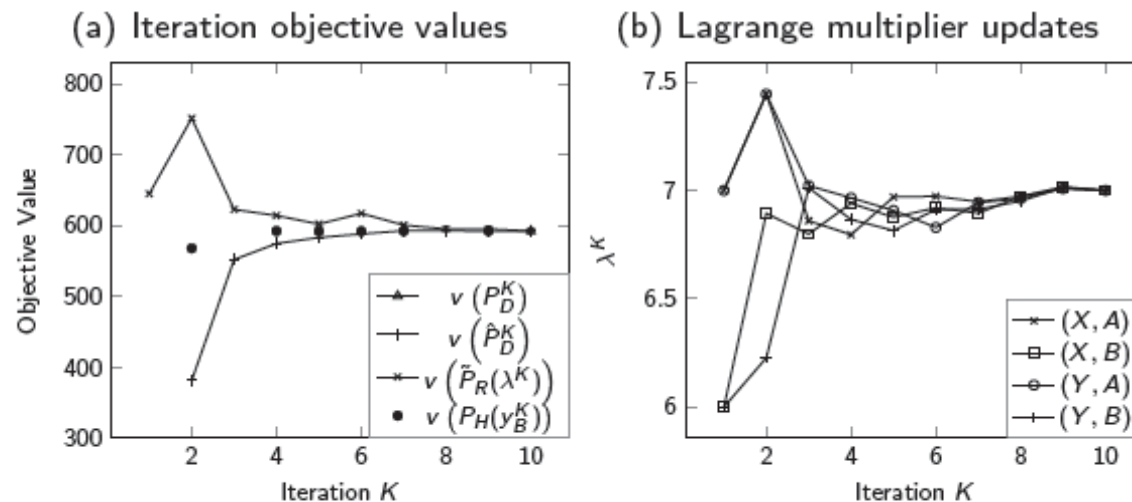 (a) Iteration objective values
800
700
600
500
400
300
Objective Value
2
4
6
8
10
Iteration K
v (P_D^K)
v (P̂_D^K)
v (P̃_R(λ^K))
v (P_H(y_B^K))
(b) Lagrange multiplier updates
7.5
7
6.5
6
λ^K
2
4
6
8
10
Iteration K
(X, A)
(X, B)
(Y, A)
(Y, B)